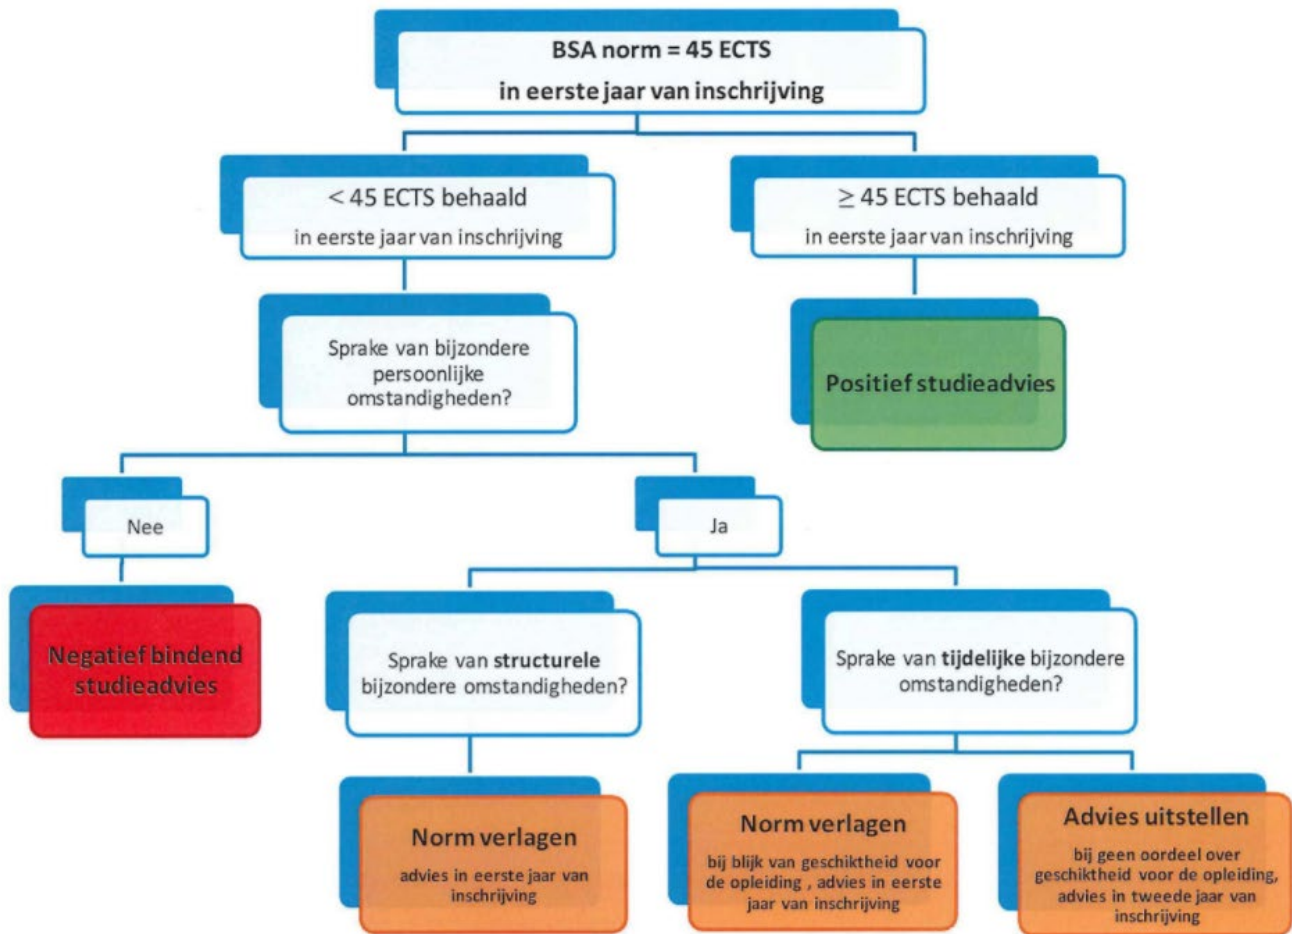 BSA norm = 45 ECTS
in eerste jaar van inschrijving
< 45 ECTS behaald
in eerste jaar van inschrijving
≥ 45 ECTS behaald
in eerste jaar van inschrijving
Sprake van bijzondere
persoonlijke
omstandigheden?
Positief studieadvies
Nee
Ja
Negatief bindend
studieadvies
Sprake van structurele
bijzondere omstandigheden?
Sprake van tijdelijke bijzondere
omstandigheden?
Norm verlagen
advies in eerste jaar van
inschrijving
Norm verlagen
bij blijk van geschiktheid voor
de opleiding , advies in eerste
jaar van inschrijving
Advies uitstellen
bij geen oordeel over
geschiktheid voor de opleiding,
advies in tweede jaar van
inschrijving